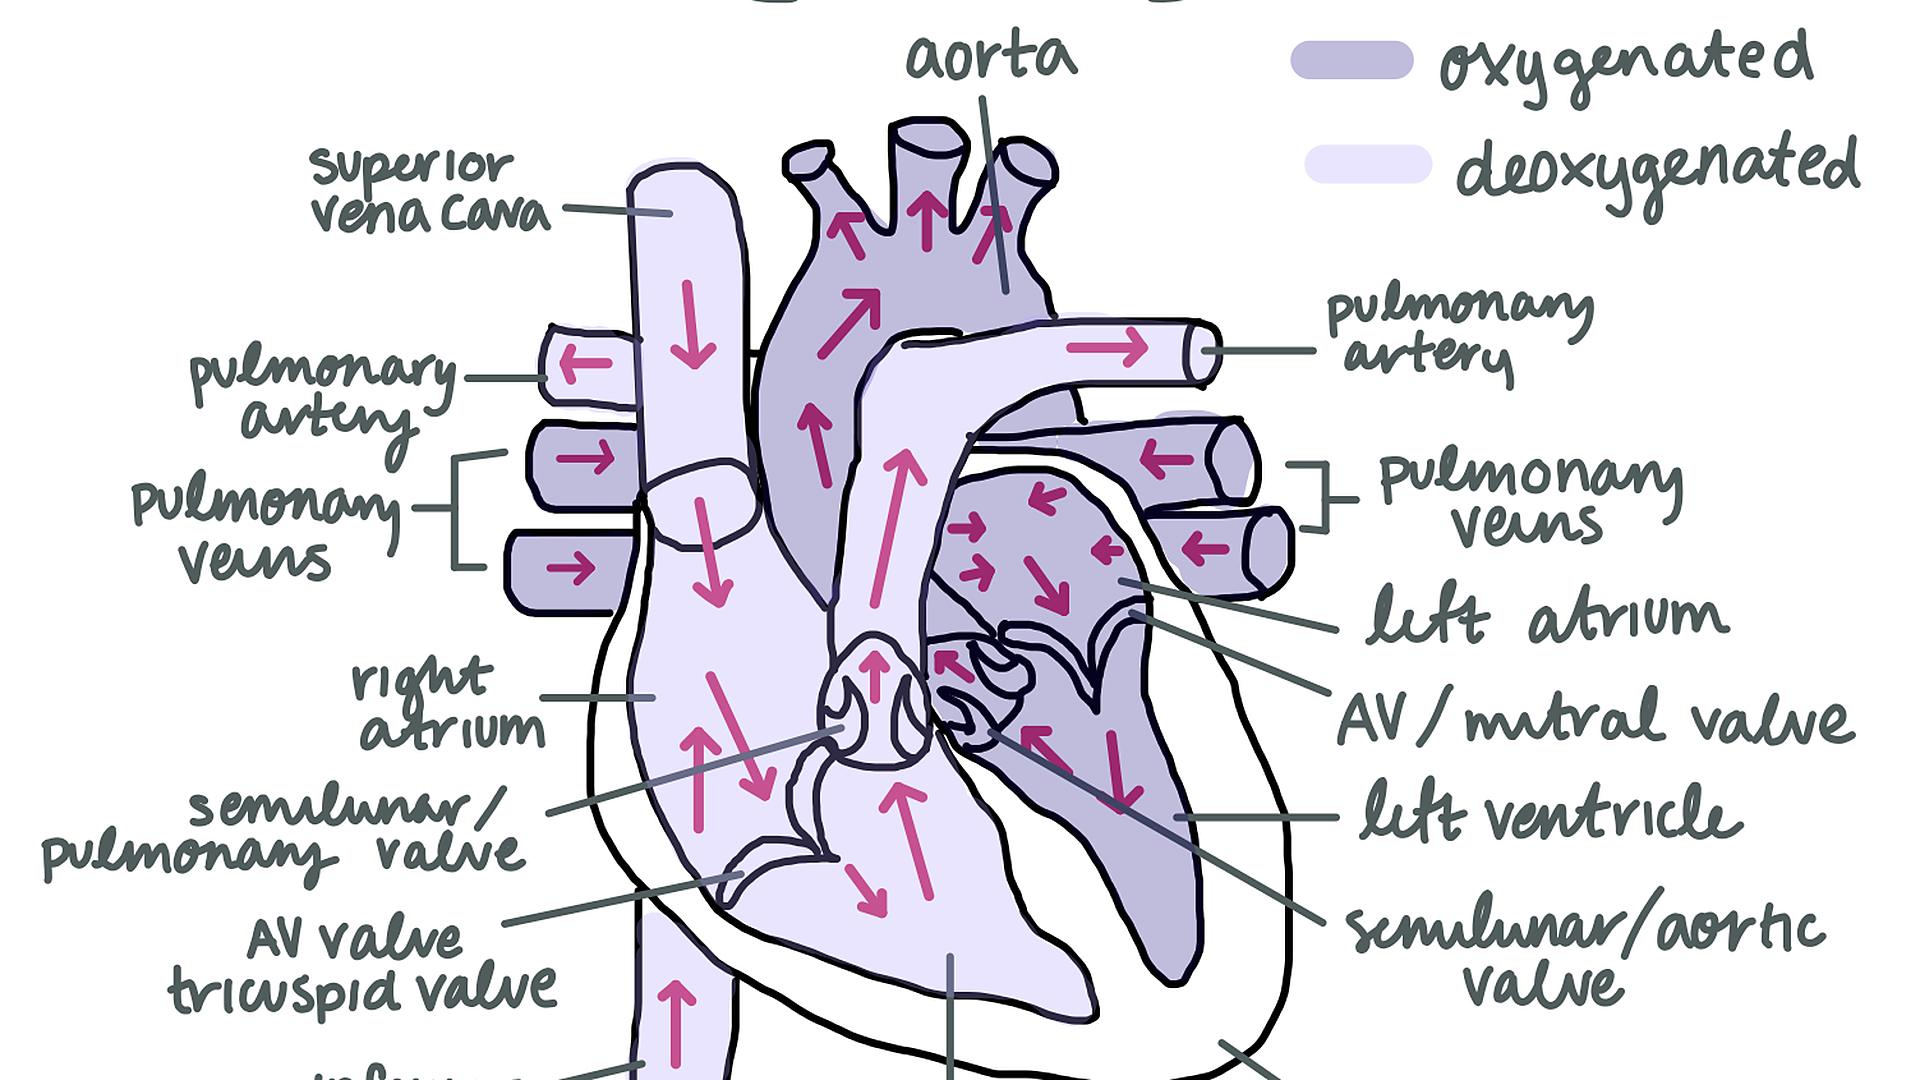 aorta
oxygenated
deoxygenated
superior
vena cava
pulmonary
artery
pulmonary
artery
pulmonary
veins
pulmonary
veins
left atrium
right
atrium
AV/mitral valve
semilunar/
pulmonary valve
left ventricle
AV valve
tricuspid valve
semilunar/aortic
valve